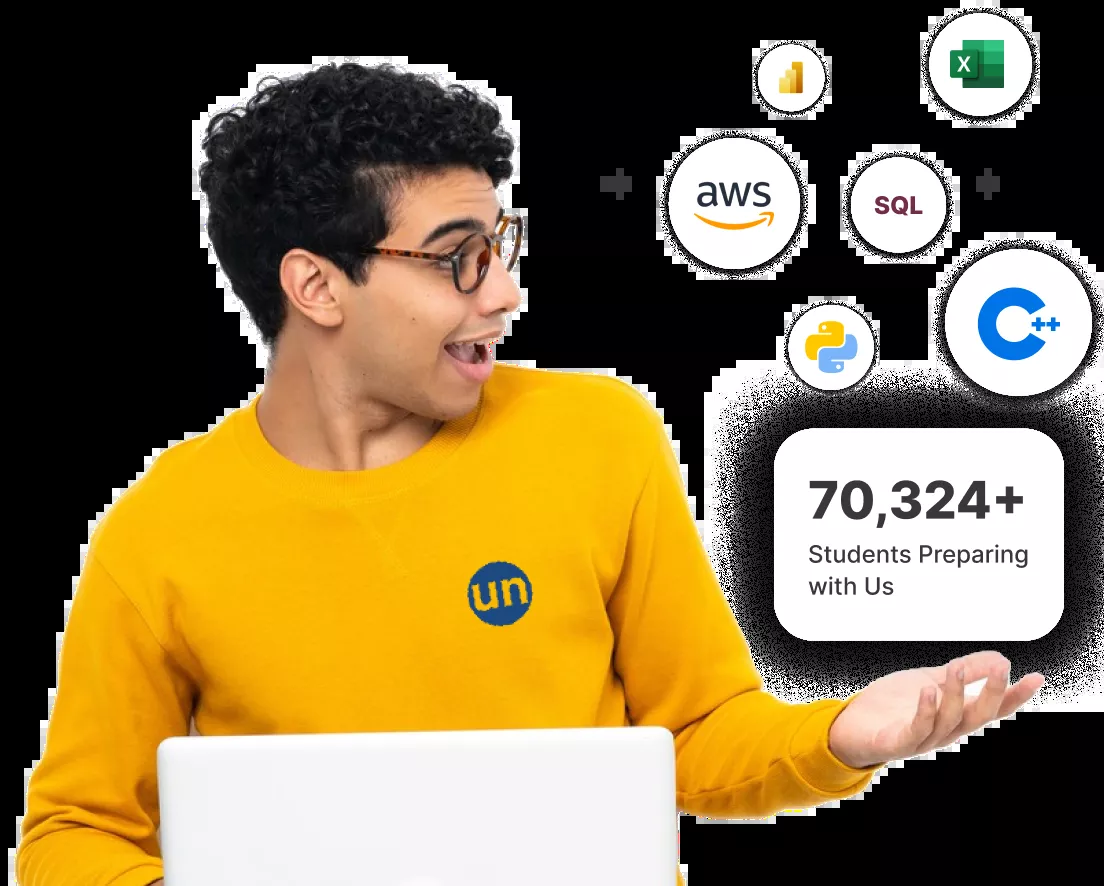 X
aws
SQL
C++
70,324+
Students Preparing
with Us
un